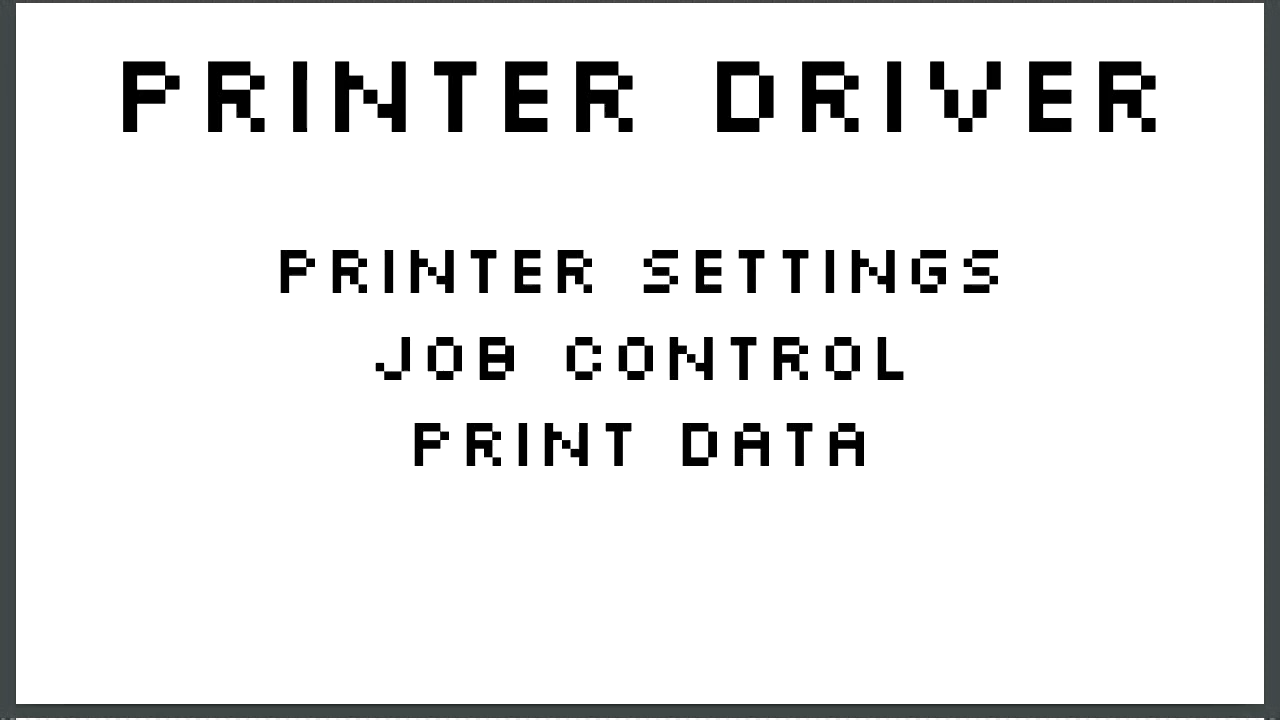 PRINTER DRIVER
PRINTER SETTINGS
JOB CONTROL
PRINT DATA